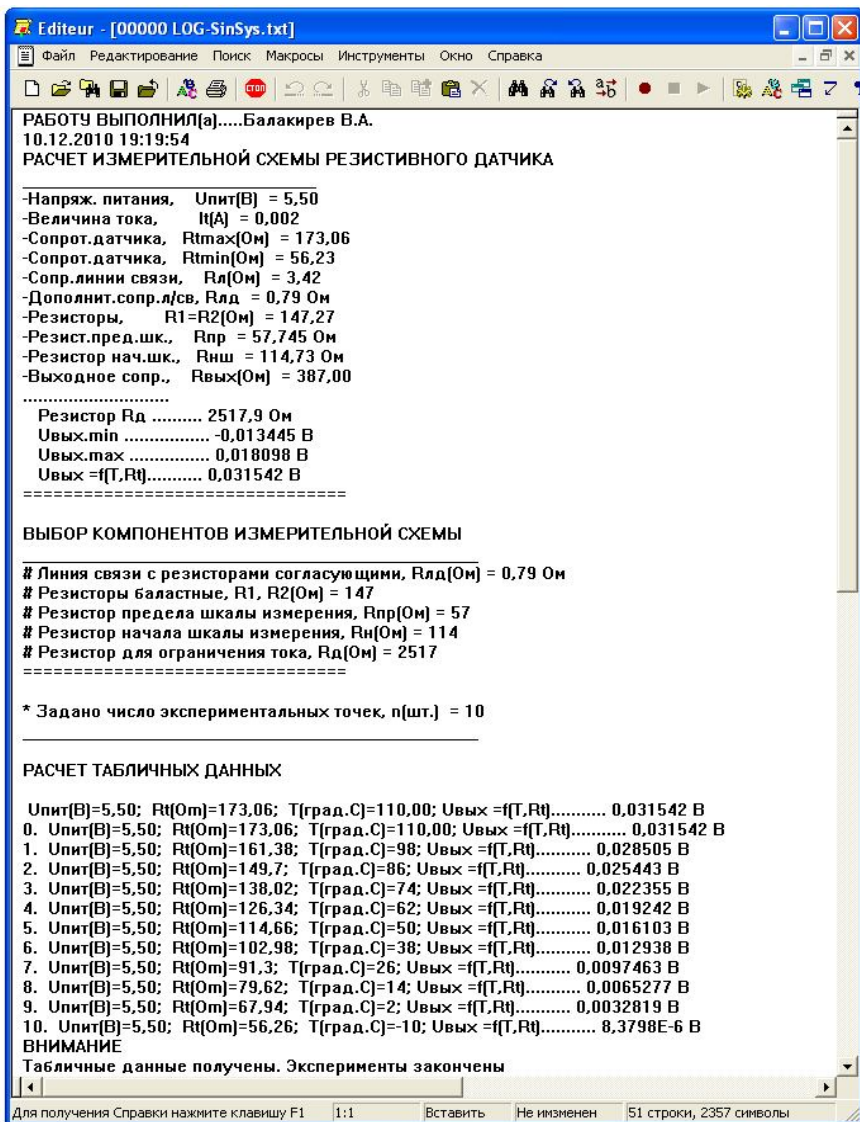 Editeur - [00000 LOG-SinSys.txt]
Файл Редактирование Поиск Макросы Инструменты Окно Справка
РАБОТУ ВЫПОЛНИЛ(а).....Балакирев В.А.
10.12.2010 19:19:54
РАСЧЕТ ИЗМЕРИТЕЛЬНОЙ СХЕМЫ РЕЗИСТИВНОГО ДАТЧИКА
-Напряж. питания, Uпит(В) = 5,50
-Величина тока, It(А) = 0,002
-Сопрот.датчика, Rtmax(Ом) = 173,06
-Сопрот.датчика, Rtmin(Ом) = 56,23
-Сопр.линии связи, Rл(Ом) = 3,42
-Дополнит.сопр.л/св, Rлд = 0,79 Ом
-Резисторы, R1=R2(Ом) = 147,27
-Резист.пред.шк., Rпр = 57,745 Ом
-Резистор нач.шк., Rнш = 114,73 Ом
-Выходное сопр., Rвых(Ом) = 387,00
.............................
Резистор Rд .......... 2517,9 Ом
Uвых.min ................. -0,013445 В
Uвых.max ................ 0,018098 В
Uвых =f(T,Rt)........... 0,031542 В
================================
ВЫБОР КОМПОНЕНТОВ ИЗМЕРИТЕЛЬНОЙ СХЕМЫ
# Линия связи с резисторами согласующими, Rлд(Ом) = 0,79 Ом
# Резисторы баластные, R1, R2(Ом) = 147
# Резистор предела шкалы измерения, Rпр(Ом) = 57
# Резистор начала шкалы измерения, Rн(Ом) = 114
# Резистор для ограничения тока, Rд(Ом) = 2517
================================
* Задано число экспериментальных точек, n(шт.) = 10
РАСЧЕТ ТАБЛИЧНЫХ ДАННЫХ
Uпит(В)=5,50; Rt(Om)=173,06; T(град.С)=110,00; Uвых =f(T,Rt)........... 0,031542 В
0. Uпит(В)=5,50; Rt(Om)=173,06; T(град.С)=110,00; Uвых =f(T,Rt)........... 0,031542 В
1. Uпит(В)=5,50; Rt(Om)=161,38; T(град.С)=98; Uвых =f(T,Rt)........... 0,028505 В
2. Uпит(В)=5,50; Rt(Om)=149,7; T(град.С)=86; Uвых =f(T,Rt)........... 0,025443 В
3. Uпит(В)=5,50; Rt(Om)=138,02; T(град.С)=74; Uвых =f(T,Rt)........... 0,022355 В
4. Uпит(В)=5,50; Rt(Om)=126,34; T(град.С)=62; Uвых =f(T,Rt)........... 0,019242 В
5. Uпит(В)=5,50; Rt(Om)=114,66; T(град.С)=50; Uвых =f(T,Rt)........... 0,016103 В
6. Uпит(В)=5,50; Rt(Om)=102,98; T(град.С)=38; Uвых =f(T,Rt)........... 0,012938 В
7. Uпит(В)=5,50; Rt(Om)=91,3; T(град.С)=26; Uвых =f(T,Rt)........... 0,0097463 В
8. Uпит(В)=5,50; Rt(Om)=79,62; T(град.С)=14; Uвых =f(T,Rt)........... 0,0065277 В
9. Uпит(В)=5,50; Rt(Om)=67,94; T(град.С)=2; Uвых =f(T,Rt)........... 0,0032819 В
10. Uпит(В)=5,50; Rt(Om)=56,26; T(град.С)=-10; Uвых =f(T,Rt)........... 8,3798E-6 В
ВНИМАНИЕ
Табличные данные получены. Эксперименты закончены
Для получения Справки нажмите клавишу F1 1:1 Вставить Не имзменен 51 строки, 2357 символы